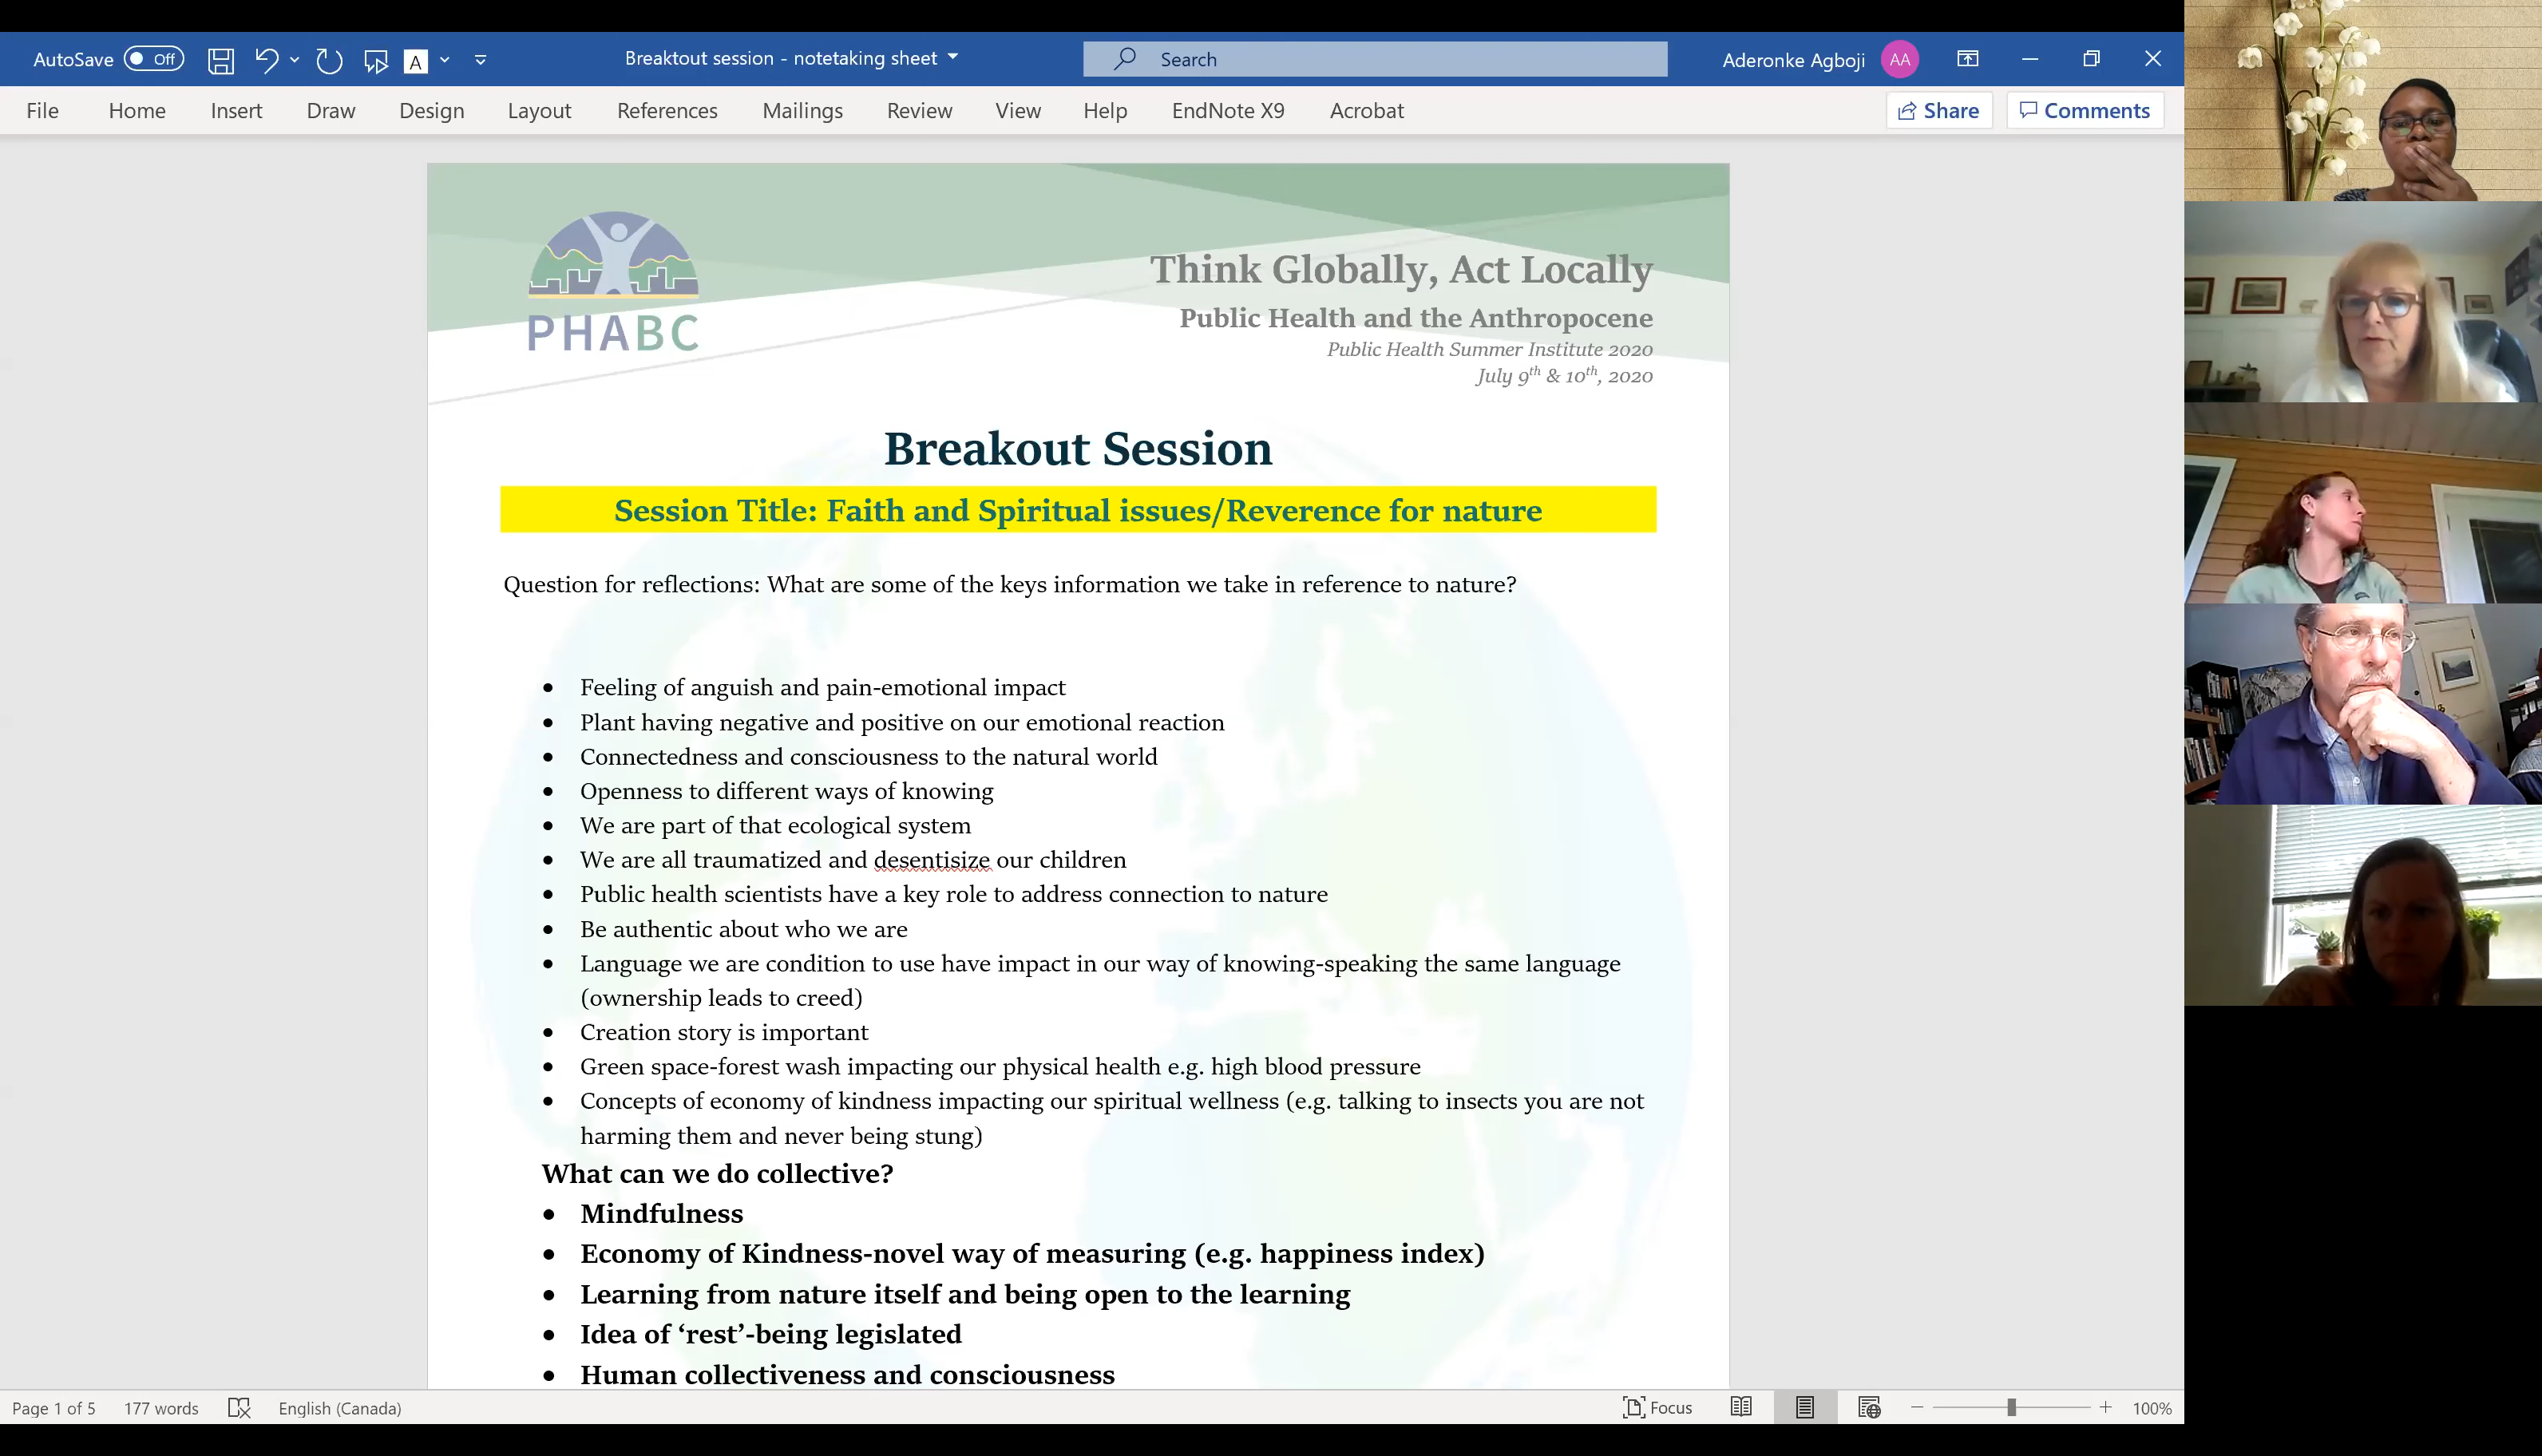 AutoSave Off A Breaktout session - notetaking sheet Search Aderonke Agboji AA
File Home Insert Draw Design Layout References Mailings Review View Help EndNote X9 Acrobat Share Comments
PHABC
Think Globally, Act Locally
Public Health and the Anthropocene
Public Health Summer Institute 2020
July 9th & 10th, 2020
Breakout Session
Session Title: Faith and Spiritual issues/Reverence for nature
Question for reflections: What are some of the keys information we take in reference to nature?
• Feeling of anguish and pain-emotional impact
• Plant having negative and positive on our emotional reaction
• Connectedness and consciousness to the natural world
• Openness to different ways of knowing
• We are part of that ecological system
• We are all traumatized and desentisize our children
• Public health scientists have a key role to address connection to nature
• Be authentic about who we are
• Language we are condition to use have impact in our way of knowing-speaking the same language
(ownership leads to creed)
• Creation story is important
• Green space-forest wash impacting our physical health e.g. high blood pressure
• Concepts of economy of kindness impacting our spiritual wellness (e.g. talking to insects you are not
harming them and never being stung)
What can we do collective?
• Mindfulness
• Economy of Kindness-novel way of measuring (e.g. happiness index)
• Learning from nature itself and being open to the learning
• Idea of ‘rest’-being legislated
• Human collectiveness and consciousness
Page 1 of 5 177 words English (Canada) Focus 100%